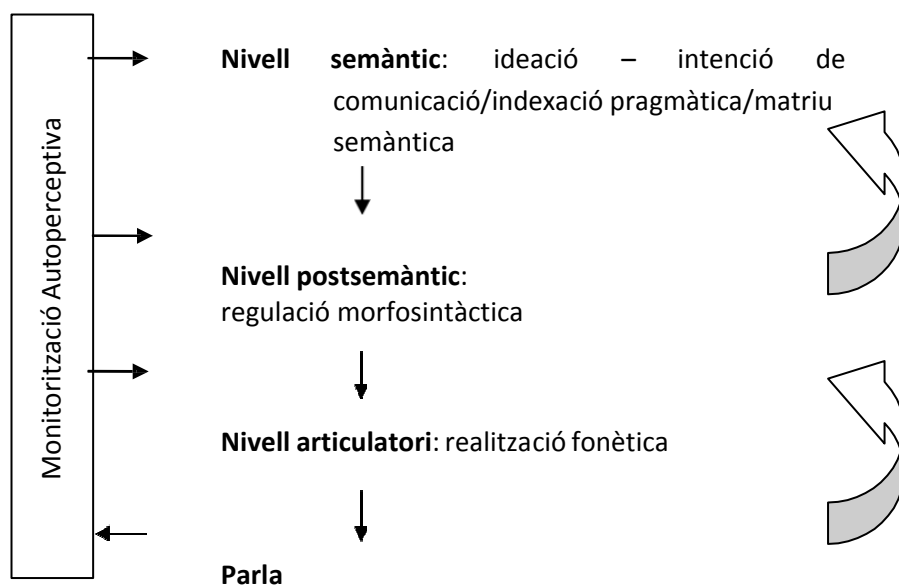 Monitorització Autoperceptiva
Nivell semàntic: ideació – intenció de
comunicació/indexació pragmàtica/matriu
semàntica
Nivell postsemàntic:
regulació morfosintàctica
Nivell articulatori: realització fonètica
Parla